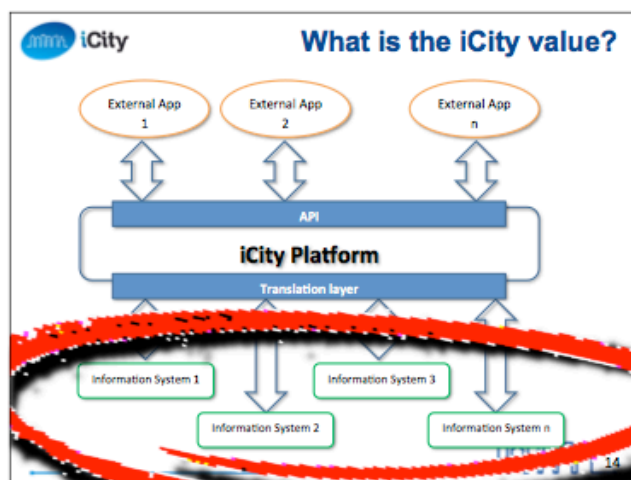 iCity
What is the iCity value?
External App
1
External App
2
External App
n
API
iCity Platform
Translation layer
Information System 1
Information System 3
Information System 2
Information System n
14